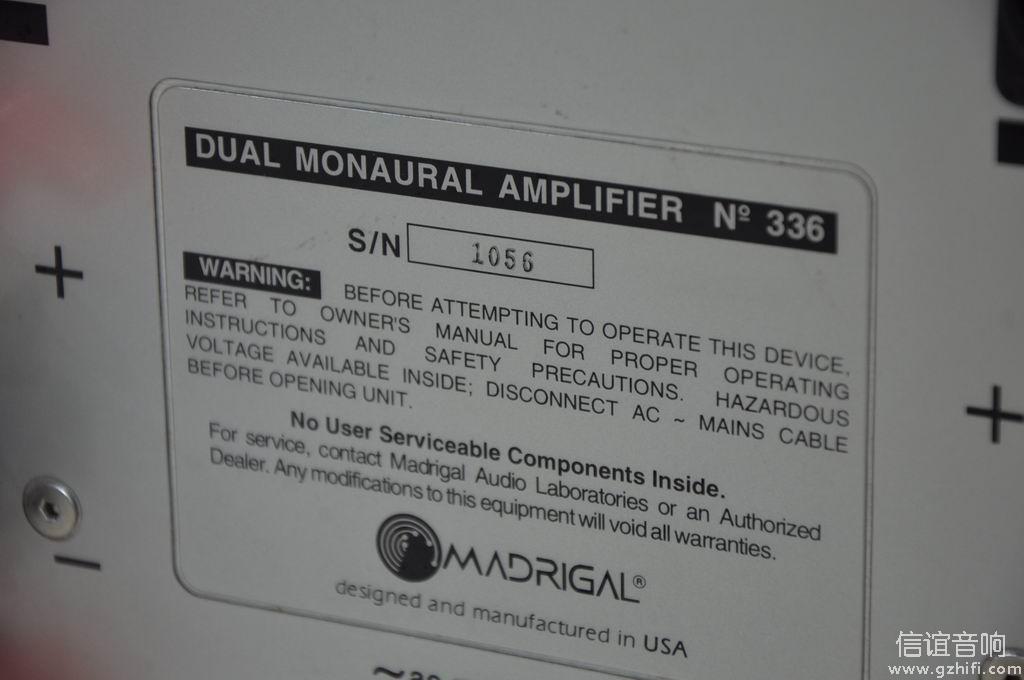 DUAL MONAURAL AMPLIFIER Nº 336
S/N 1056
WARNING: BEFORE ATTEMPTING TO OPERATE THIS DEVICE,
REFER TO OWNER'S MANUAL FOR PROPER OPERATING
INSTRUCTIONS AND SAFETY PRECAUTIONS. HAZARDOUS
VOLTAGE AVAILABLE INSIDE; DISCONNECT AC ~ MAINS CABLE
BEFORE OPENING UNIT.
No User Serviceable Components Inside.
For service, contact Madrigal Audio Laboratories or an Authorized
Dealer. Any modifications to this equipment will void all warranties.
MADRIGAL®
designed and manufactured in USA
信谊音响
www.gzhifi.com